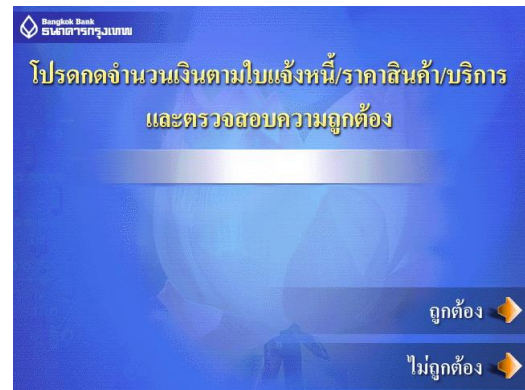 Bangkok Bank
ธนาคารกรุงเทพ
โปรดกดจำนวนเงินตามใบแจ้งหนี้/ราคาสินค้า/บริการ
และตรวจสอบความถูกต้อง
ถูกต้อง
ไม่ถูกต้อง